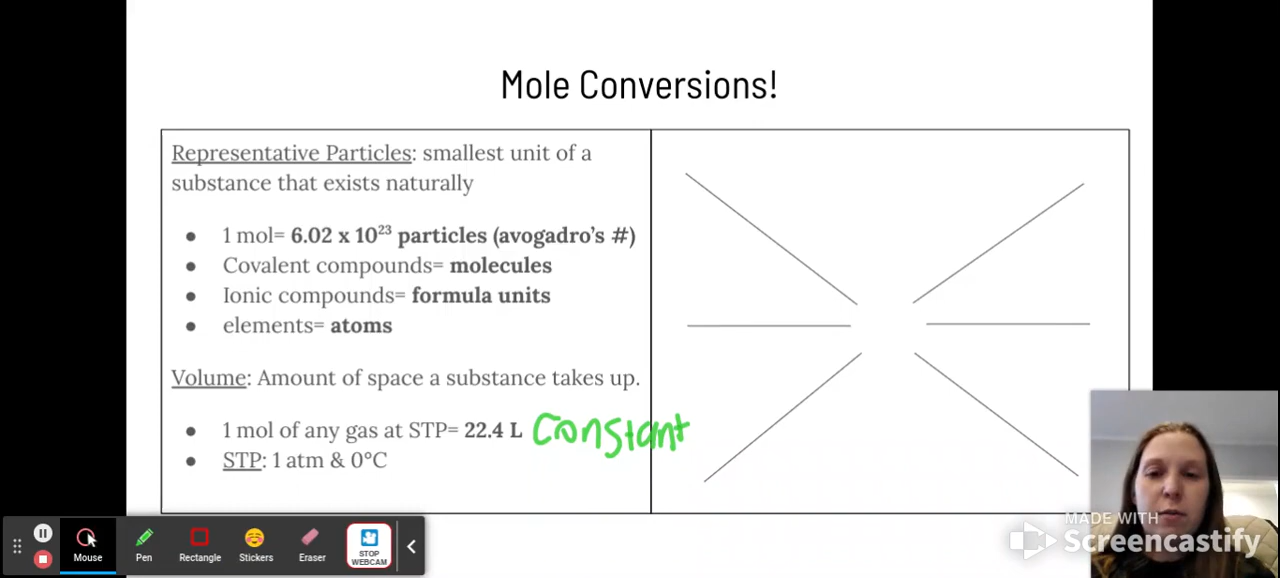 Mole Conversions!
Representative Particles: smallest unit of a
substance that exists naturally
● 1 mol= 6.02 x 10²³ particles (avogadro's #)
● Covalent compounds= molecules
● Ionic compounds= formula units
● elements= atoms
Volume: Amount of space a substance takes up.
● 1 mol of any gas at STP= 22.4 L constant
● STP: 1 atm & 0°C
Mouse
Pen
Rectangle
Stickers
Eraser
STOP
WEBCAM
MADE WITH
Screencastify